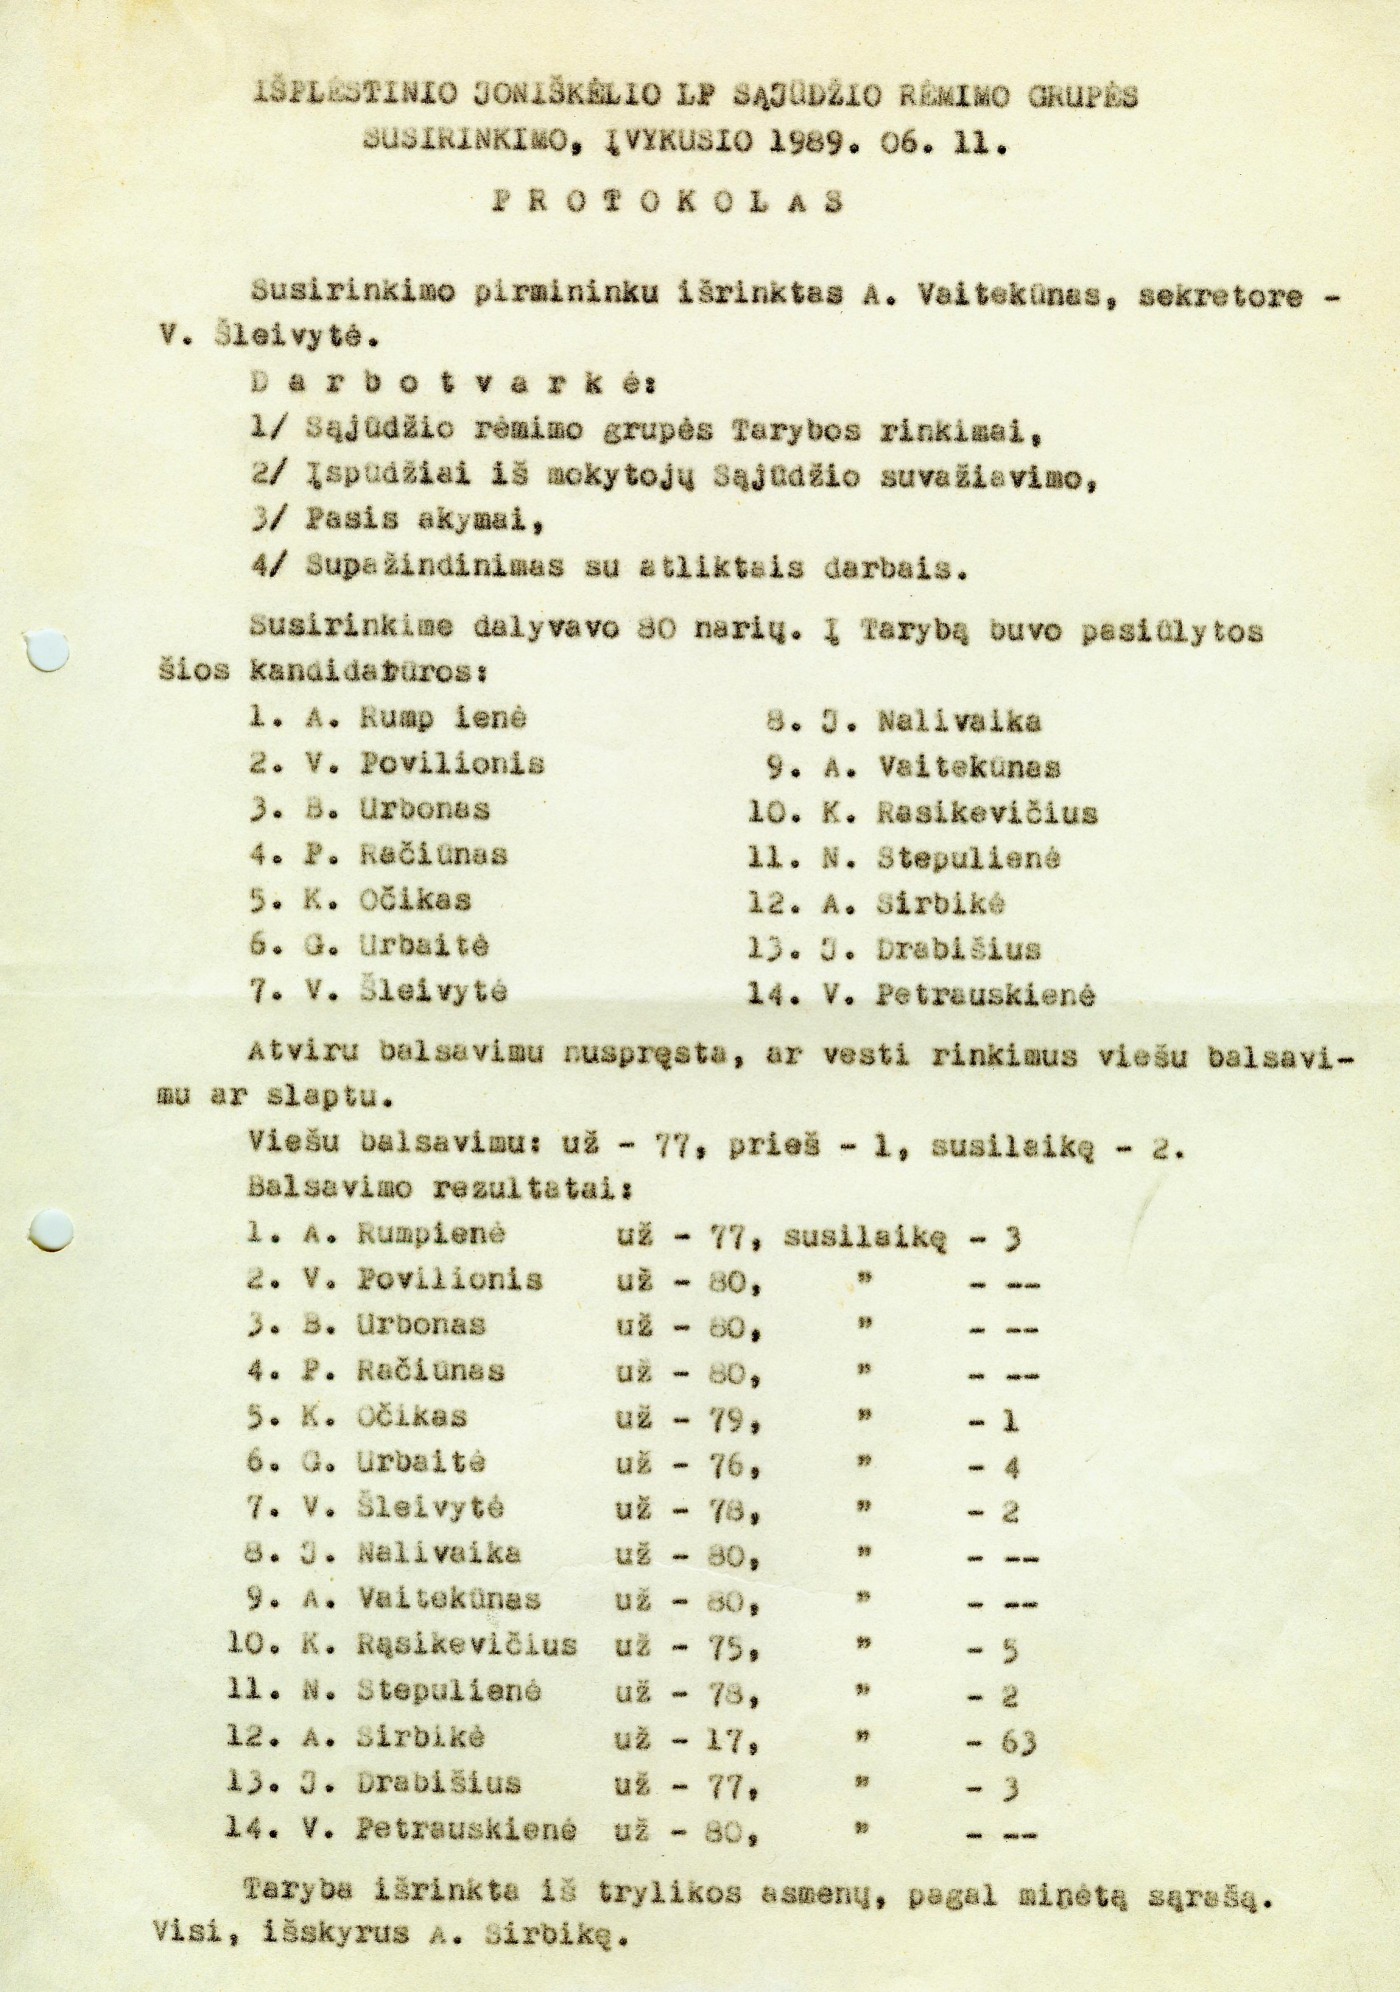 IŠPLĖSTINIO JONIŠKĖLIO LP SĄJŪDŽIO RĖMIMO GRUPĖS
SUSIRINKIMO, ĮVYKUSIO 1989. 06. 11.
P R O T O K O L A S
Susirinkimo pirmininku išrinktas A. Vaitekūnas, sekretore -
V. Šleivytė.
D a r b o t v a r k ė:
1/ Sąjūdžio rėmimo grupės Tarybos rinkimai,
2/ Įspūdžiai iš mokytojų Sąjūdžio suvažiavimo,
3/ Pasis akymai,
4/ Supažindinimas su atliktais darbais.
Susirinkime dalyvavo 80 narių. Į Tarybą buvo pasiūlytos
šios kandidatūros:
1. A. Rump ienė 8. J. Nalivaika
2. V. Povilionis 9. A. Vaitekūnas
3. B. Urbonas 10. K. Rasikevičius
4. P. Račiūnas 11. N. Stepulienė
5. K. Očikas 12. A. Sirbikė
6. G. Urbaitė 13. J. Drabišius
7. V. Šleivytė 14. V. Petrauskienė
Atviru balsavimu nuspręsta, ar vesti rinkimus viešu balsavi-
mu ar slaptu.
Viešu balsavimu: už - 77, prieš - 1, susilaikę - 2.
Balsavimo rezultatai:
1. A. Rumpienė už - 77, susilaikę - 3
2. V. Povilionis už - 80, " - --
3. B. Urbonas už - 80, " - --
4. P. Račiūnas už - 80, " - --
5. K. Očikas už - 79, " - 1
6. G. Urbaitė už - 76, " - 4
7. V. Šleivytė už - 78, " - 2
8. J. Nalivaika už - 80, " - --
9. A. Vaitekūnas už - 80, " - --
10. K. Rąsikevičius už - 75, " - 5
11. N. Stepulienė už - 78, " - 2
12. A. Sirbikė už - 17, " - 63
13. J. Drabišius už - 77, " - 3
14. V. Petrauskienė už - 80, " - --
Taryba išrinkta iš trylikos asmenų, pagal minėtą sąrašą.
Visi, išskyrus A. Sirbikę.